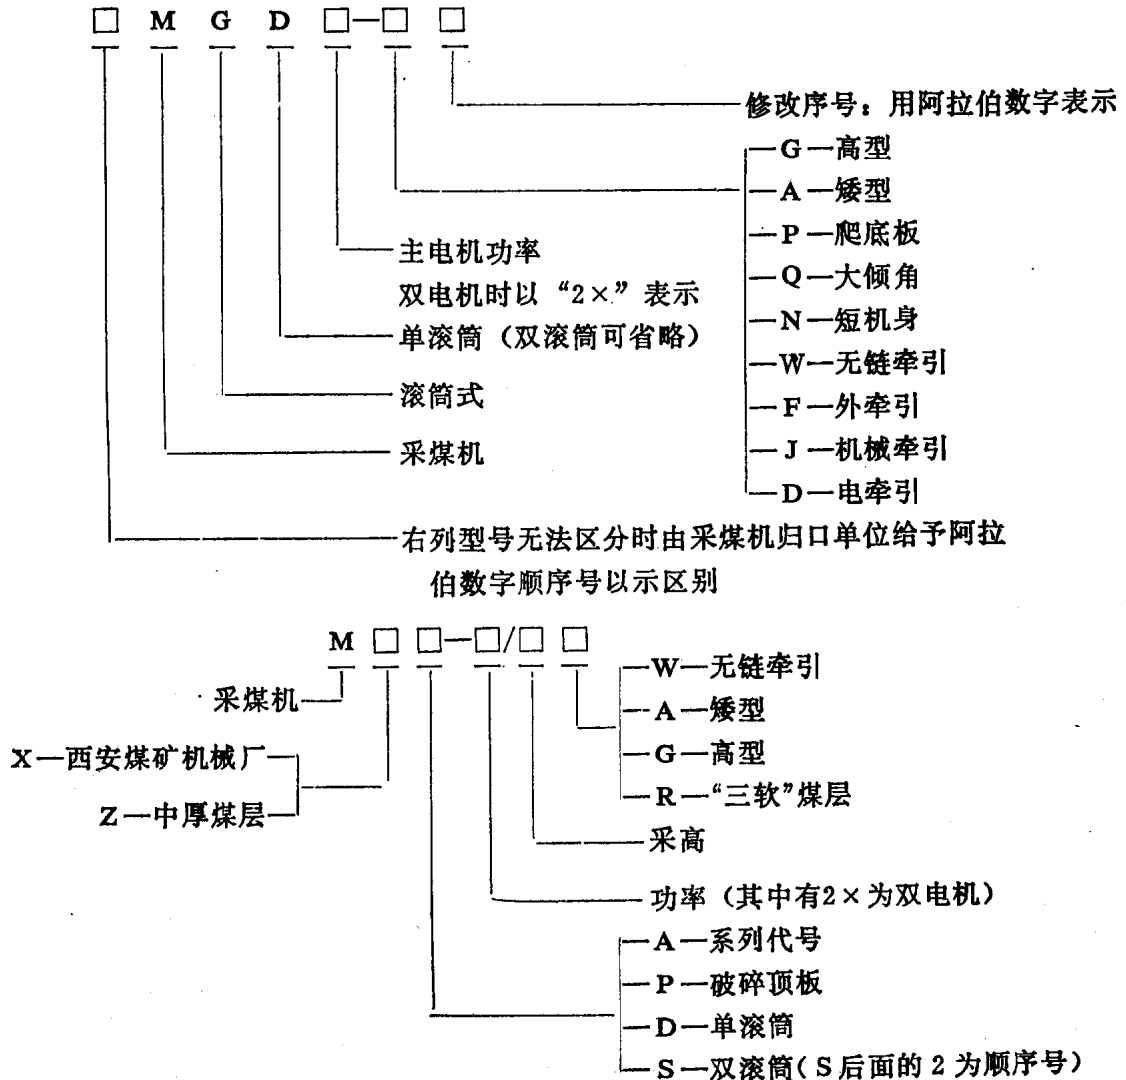 □ M G D □—□ □
修改序号：用阿拉伯数字表示
G—高型
A—矮型
P—爬底板
Q—大倾角
N—短机身
W—无链牵引
F—外牵引
J—机械牵引
D—电牵引
主电机功率
双电机时以“2×”表示
单滚筒（双滚筒可省略）
滚筒式
采煤机
右列型号无法区分时由采煤机归口单位给予阿拉
伯数字顺序号以示区别
M □ □—□/□ □
W—无链牵引
A—矮型
G—高型
R—“三软”煤层
采煤机
X—西安煤矿机械厂
Z—中厚煤层
采高
功率（其中有2×为双电机）
A—系列代号
P—破碎顶板
D—单滚筒
S—双滚筒（S后面的2为顺序号）